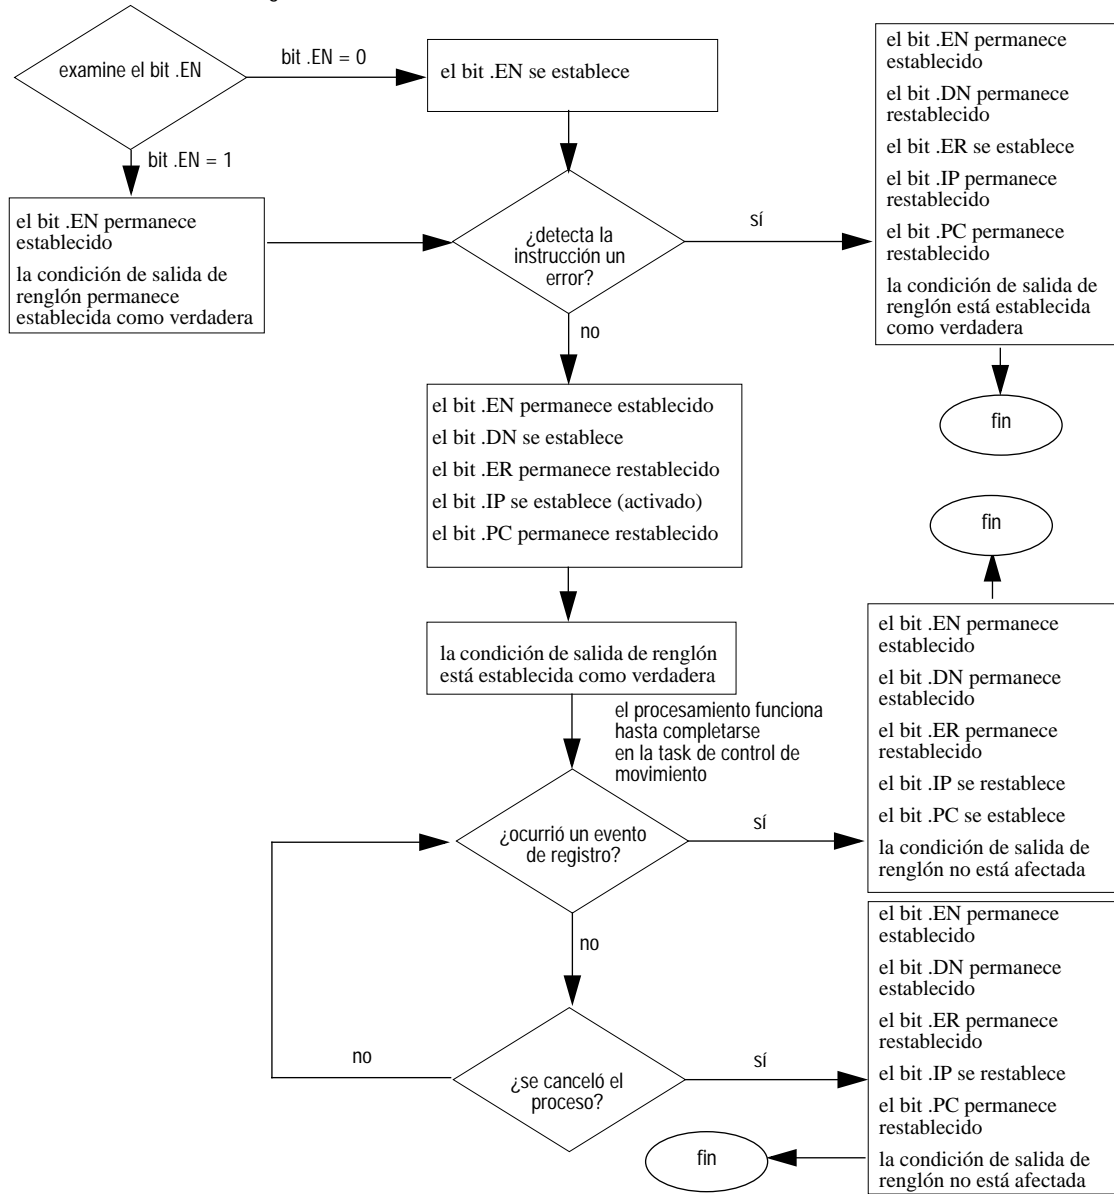 examine el bit .EN
bit .EN = 0
el bit .EN se establece
bit .EN = 1
el bit .EN permanece
establecido
la condición de salida de
renglón permanece
establecida como verdadera
¿detecta la
instrucción un
error?
sí
el bit .EN permanece
establecido
el bit .DN permanece
restablecido
el bit .ER se establece
el bit .IP permanece
restablecido
el bit .PC permanece
restablecido
la condición de salida de
renglón está establecida
como verdadera
fin
no
el bit .EN permanece establecido
el bit .DN se establece
el bit .ER permanece restablecido
el bit .IP se establece (activado)
el bit .PC permanece restablecido
la condición de salida de renglón
está establecida como verdadera
el procesamiento funciona
hasta completarse
en la task de control de
movimiento
¿ocurrió un evento
de registro?
sí
fin
el bit .EN permanece
establecido
el bit .DN permanece
establecido
el bit .ER permanece
restablecido
el bit .IP se restablece
el bit .PC se establece
la condición de salida de
renglón no está afectada
no
¿se canceló el
proceso?
no
sí
el bit .EN permanece
establecido
el bit .DN permanece
establecido
el bit .ER permanece
restablecido
el bit .IP se restablece
el bit .PC permanece
restablecido
la condición de salida de
renglón no está afectada
fin